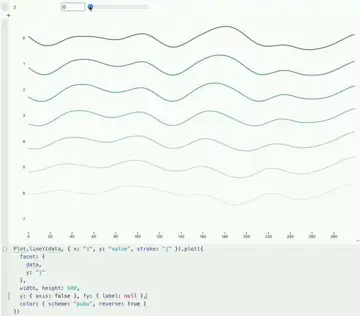 0
0
1
2
3
4
5
6
7
0 20 40 60 80 100 120 140 160 180 200 220 240 260 280
Plot.lineY(data, { x: "i", y: "value", stroke: "j" }).plot({
facet: {
data,
y: "j"
},
width, height: 600,
y: { axis: false }, fy: { label: null },
color: { scheme: "pubu", reverse: true }
})